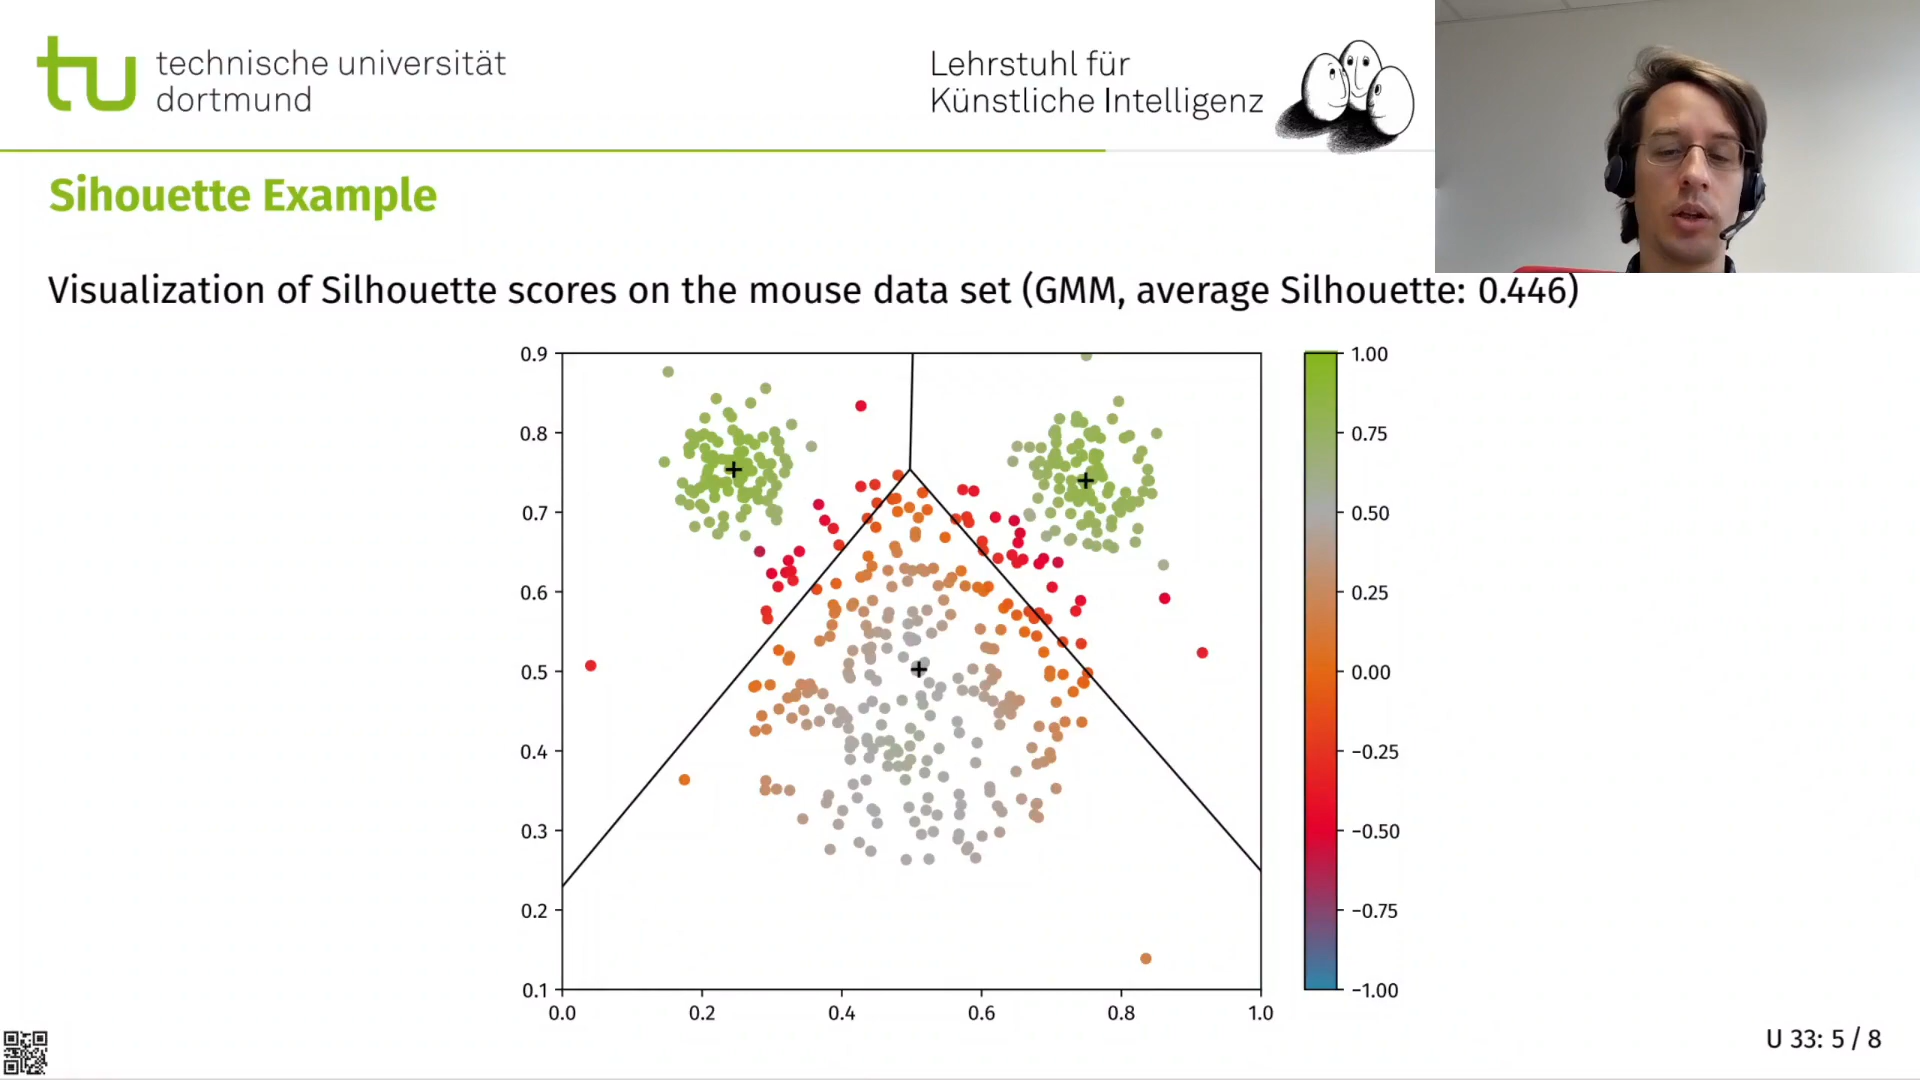 technische universität
dortmund
Lehrstuhl für
Künstliche Intelligenz
Sihouette Example
Visualization of Silhouette scores on the mouse data set (GMM, average Silhouette: 0.446)
0.9
0.8
0.7
0.6
0.5
0.4
0.3
0.2
0.1
0.0 0.2 0.4 0.6 0.8 1.0
1.00
0.75
0.50
0.25
0.00
−0.25
−0.50
−0.75
−1.00
U 33: 5 / 8